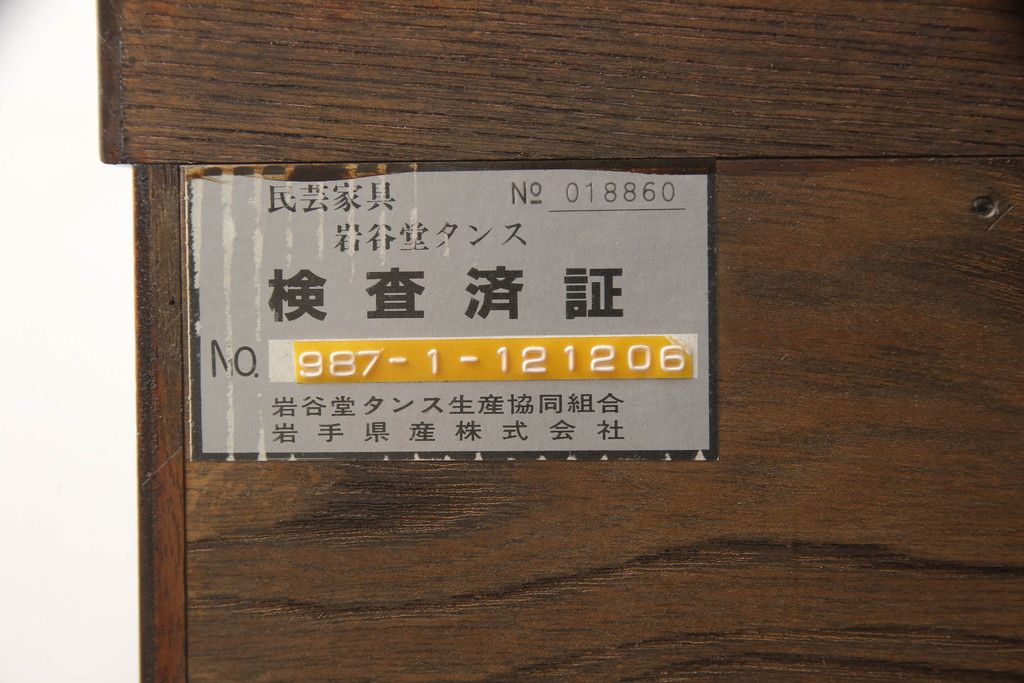 民芸家具 № 018860
岩谷堂タンス
検査済証
No. 987-1-121206
岩谷堂タンス生産協同組合
岩手県産株式会社